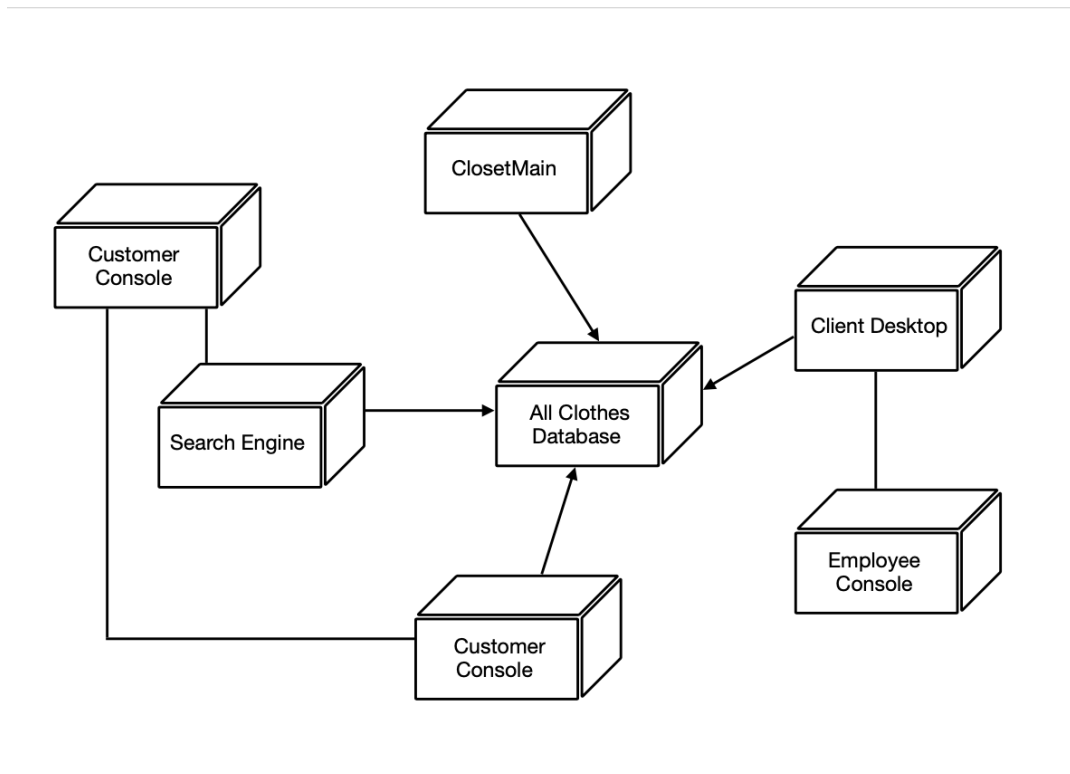 ClosetMain
Customer
Console
Client Desktop
Search Engine
All Clothes
Database
Employee
Console
Customer
Console